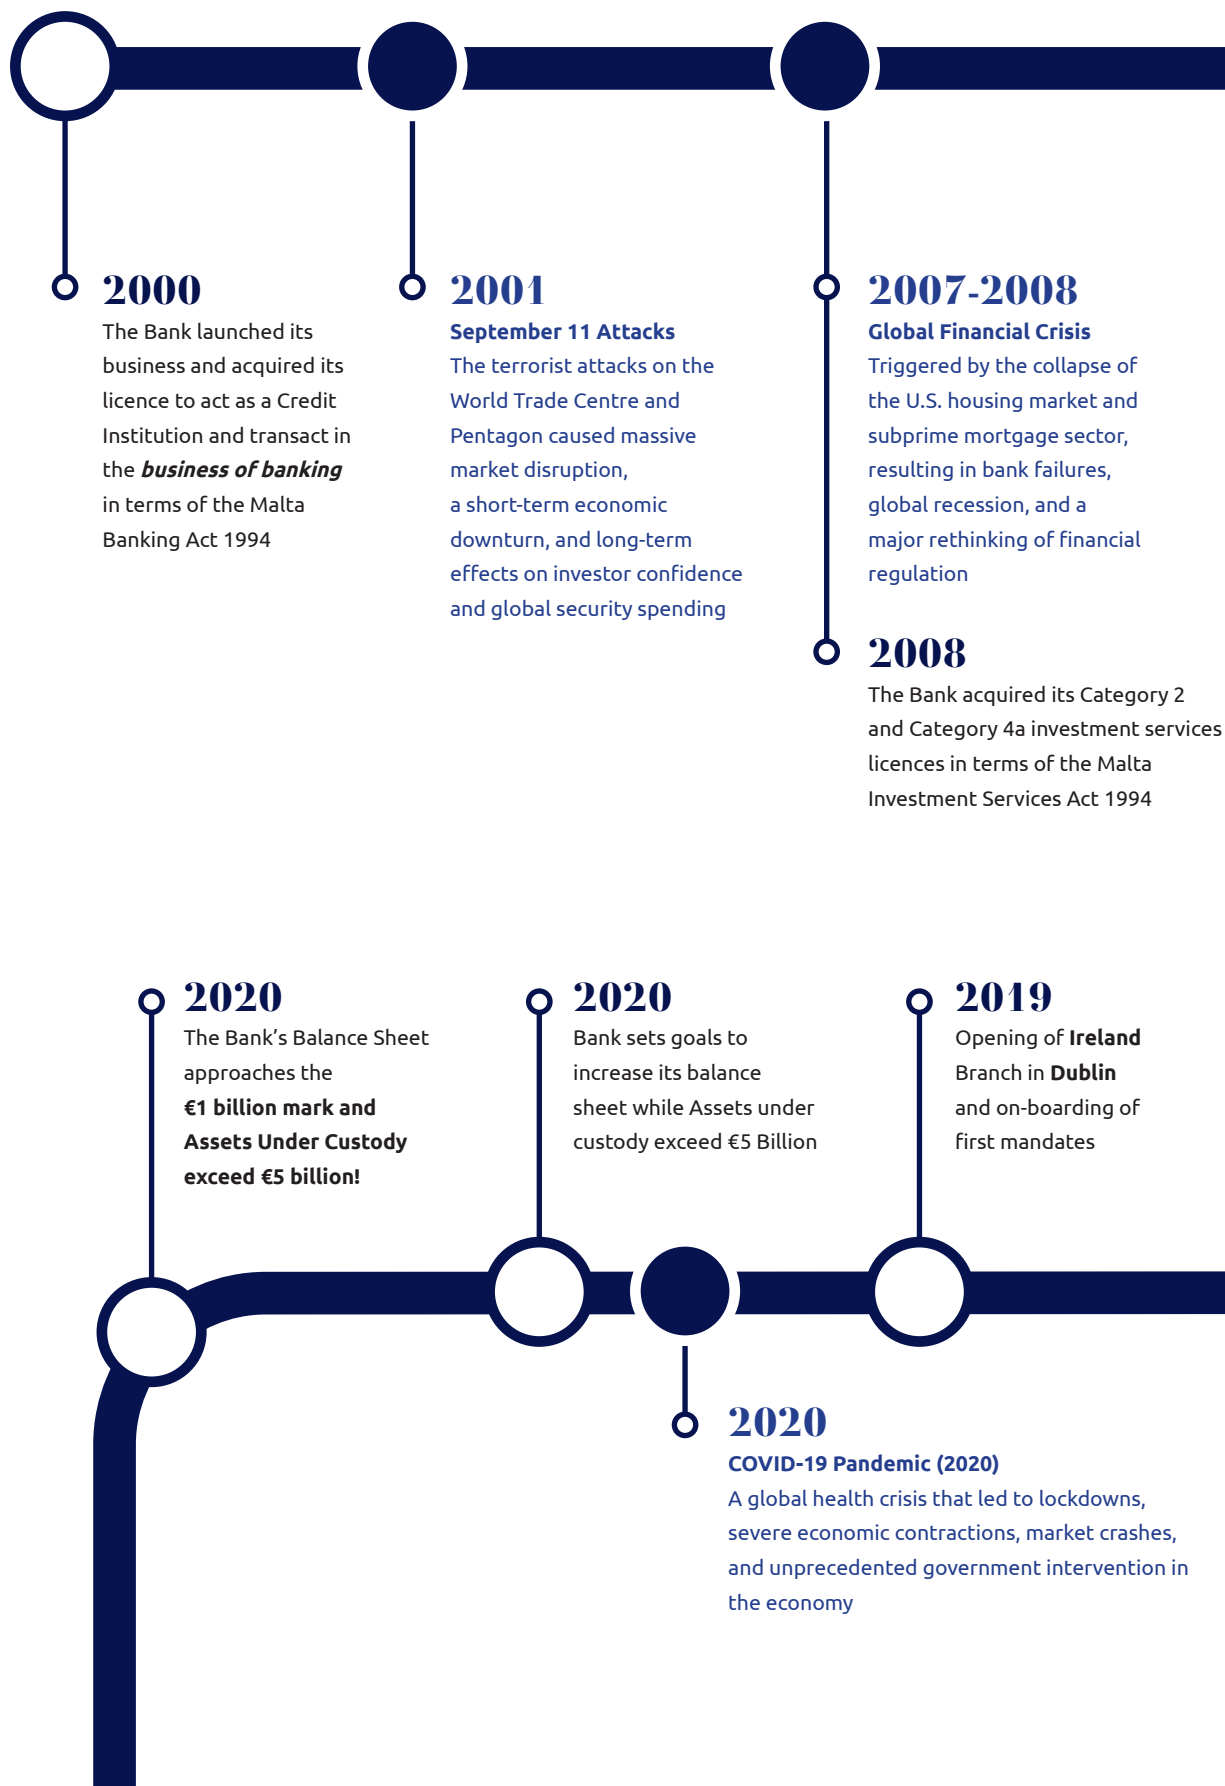 2000
The Bank launched its
business and acquired its
licence to act as a Credit
Institution and transact in
the business of banking
in terms of the Malta
Banking Act 1994
2001
September 11 Attacks
The terrorist attacks on the
World Trade Centre and
Pentagon caused massive
market disruption,
a short-term economic
downturn, and long-term
effects on investor confidence
and global security spending
2007-2008
Global Financial Crisis
Triggered by the collapse of
the U.S. housing market and
subprime mortgage sector,
resulting in bank failures,
global recession, and a
major rethinking of financial
regulation
2008
The Bank acquired its Category 2
and Category 4a investment services
licences in terms of the Malta
Investment Services Act 1994
2020
The Bank’s Balance Sheet
approaches the
€1 billion mark and
Assets Under Custody
exceed €5 billion!
2020
Bank sets goals to
increase its balance
sheet while Assets under
custody exceed €5 Billion
2019
Opening of Ireland
Branch in Dublin
and on-boarding of
first mandates
2020
COVID-19 Pandemic (2020)
A global health crisis that led to lockdowns,
severe economic contractions, market crashes,
and unprecedented government intervention in
the economy